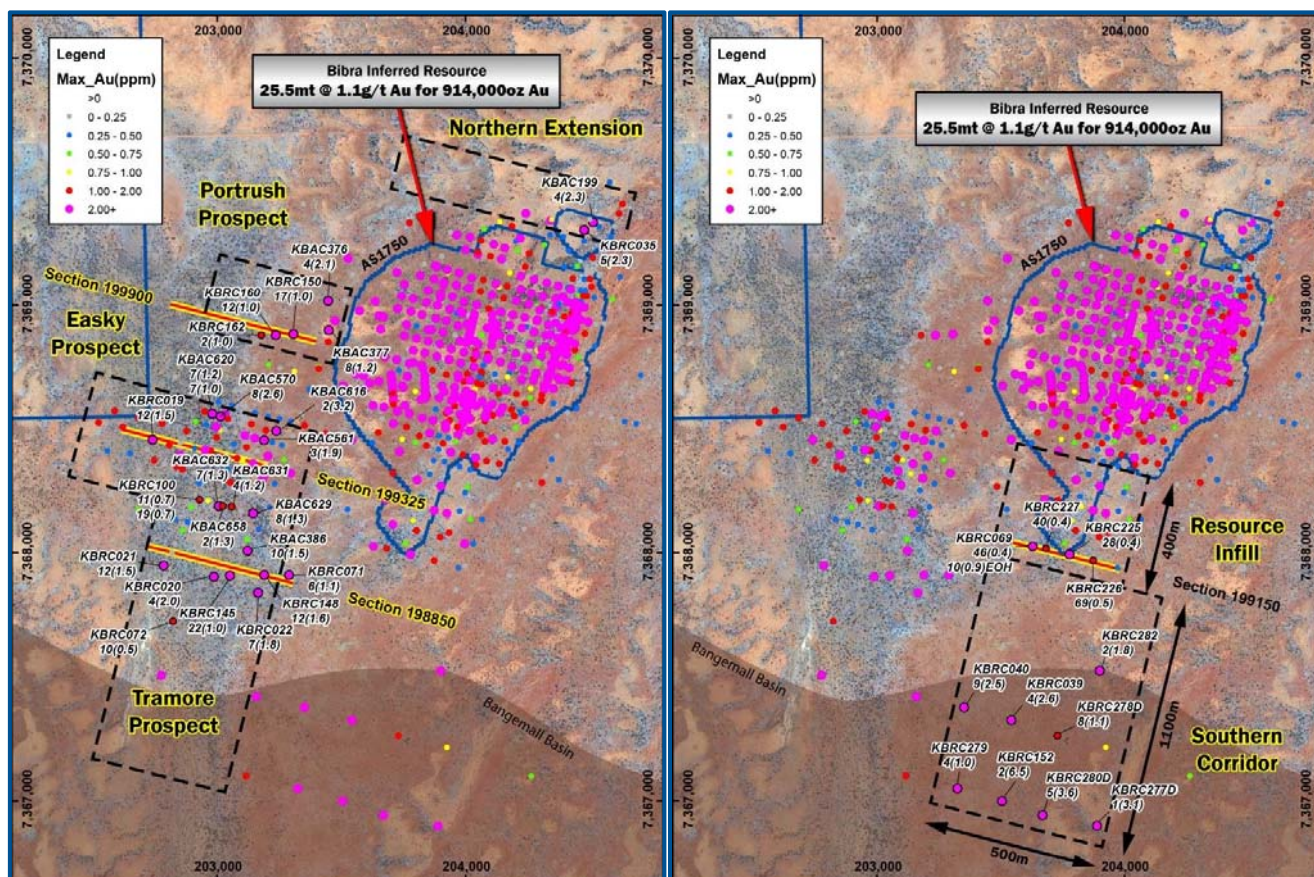 203,000
204,000
Legend
Max_Au(ppm)
>0
0 - 0.25
0.25 - 0.50
0.50 - 0.75
0.75 - 1.00
1.00 - 2.00
2.00+
Bibra Inferred Resource
25.5mt @ 1.1g/t Au for 914,000oz Au
7,370,000
Northern Extension
KBAC199
4(2.3)
Portrush
Prospect
KBRC035
5(2.3)
KBAC376
4(2.1)
AS1750
Section 199900
KBRC150
17(1.0)
KBRC160
12(1.0)
7,369,000
Easky
Prospect
KBRC162
2(1.0)
KBAC377
8(1.2)
KBAC620
7(1.2)
7(1.0)
KBAC570
8(2.6)
KBAC616
2(3.2)
KBRC019
12(1.5)
KBAC561
3(1.9)
KBAC632
7(1.3)
KBAC631
4(1.2)
KBRC100
11(0.7)
19(0.7)
Section 199325
KBAC629
8(1.3)
KBAC658
2(1.3)
KBAC386
10(1.5)
7,368,000
KBRC021
12(1.5)
KBRC071
6(1.1)
KBRC020
4(2.0)
KBRC148
12(1.6)
Section 198850
KBRC145
22(1.0)
KBRC022
7(1.8)
KBRC072
10(0.5)
Bangemall Basin
Tramore
Prospect
Bangemall Basin
7,367,000
203,000
204,000
203,000
204,000
Legend
Max_Au(ppm)
>0
0 - 0.25
0.25 - 0.50
0.50 - 0.75
0.75 - 1.00
1.00 - 2.00
2.00+
7,370,000
Bibra Inferred Resource
25.5mt @ 1.1g/t Au for 914,000oz Au
AS1750
7,369,000
KBRC227
40(0.4)
KBRC225
28(0.4)
KBRC069
46(0.4)
10(0.9)EOH
400m
Resource
Infill
7,368,000
KBRC226
69(0.5)
Section 199150
KBRC282
2(1.8)
Bangemall Basin
KBRC040
9(2.5)
KBRC039
4(2.6)
KBRC278D
8(1.1)
1100m
Southern
Corridor
KBRC279
4(1.0)
KBRC152
2(6.5)
KBRC280D
5(3.6)
KBRC277D
1(3.1)
7,367,000
500m
203,000
204,000